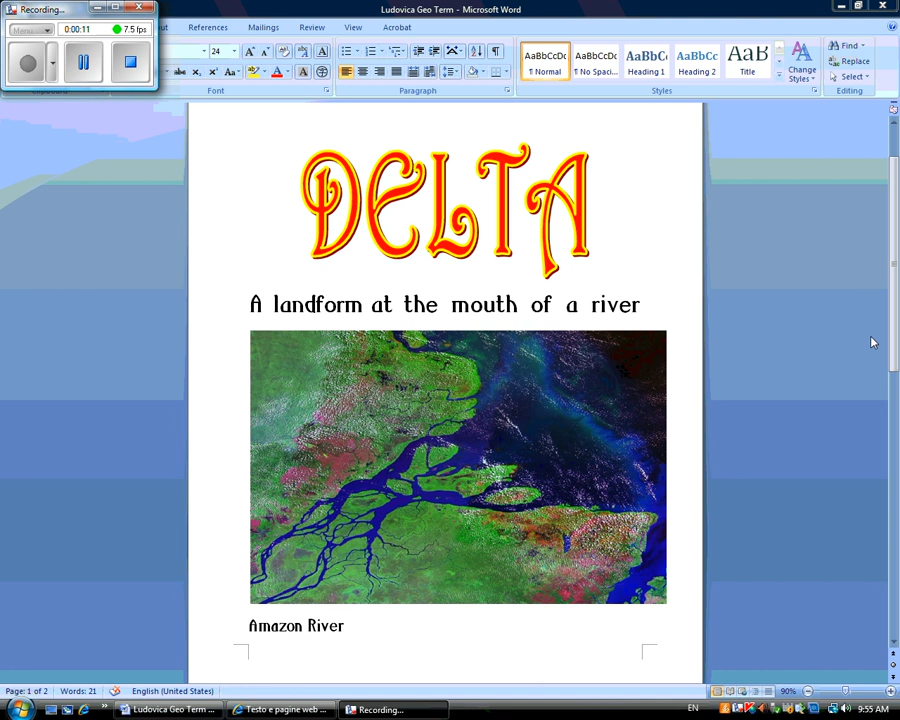 Recording...
Ludovica Geo Term - Microsoft Word
Menu
0:00:11
7.5 fps
References
Mailings
Review
View
Acrobat
24
A
A
abc
x
x
Aa
A
A
Font
Paragraph
AaBbCcDc
¶ Normal
AaBbCcDc
¶ No Spaci...
AaBbC
Heading 1
AaBbCc
Heading 2
AaB
Title
Change
Styles
Styles
Find
Replace
Select
Editing
DELTA
A landform at the mouth of a river
Amazon River
Page: 1 of 2
Words: 21
English (United States)
90%
Ludovica Geo Term ...
Testo e pagine web ...
Recording...
EN
9:55 AM